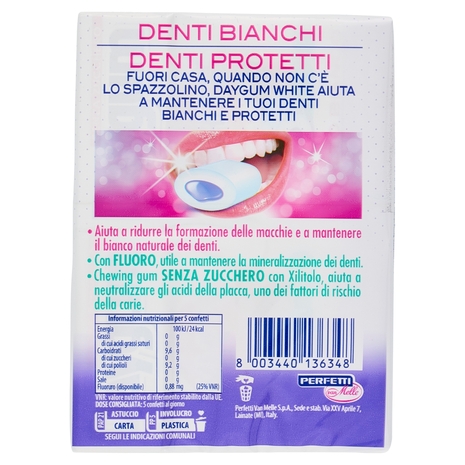 DENTI BIANCHI
DENTI PROTETTI
FUORI CASA, QUANDO NON C'È
LO SPAZZOLINO, DAYGUM WHITE AIUTA
A MANTENERE I TUOI DENTI
BIANCHI E PROTETTI
• Aiuta a ridurre la formazione delle macchie e a mantenere
il bianco naturale dei denti.
• Con FLUORO, utile a mantenere la mineralizzazione dei denti.
• Chewing gum SENZA ZUCCHERO con Xilitolo, aiuta a
neutralizzare gli acidi della placca, uno dei fattori di rischio
della carie.
Informazioni nutrizionali per 5 confetti
Energia 100 kJ/24 kcal
Grassi 0 g
di cui acidi grassi saturi 0 g
Carboidrati 9,6 g
di cui zuccheri 0 g
di cui polioli 9,2 g
Proteine 0 g
Sale 0 g
Fluoruro (disponibile) 0,88 mg (25% VNR)
VNR: valore nutritivo di riferimento stabilito dalla UE.
DOSE CONSIGLIATA: 5 confetti al giorno
PAP 21
ASTUCCIO
CARTA
PP 5
INVOLUCRO
PLASTICA
SEGUI LE INDICAZIONI COMUNALI
8 003440 136348
PERFETTI
van Melle
Perfetti Van Melle S.p.A., Sede e stab. Via XXV Aprile 7,
Lainate (MI), Italy.